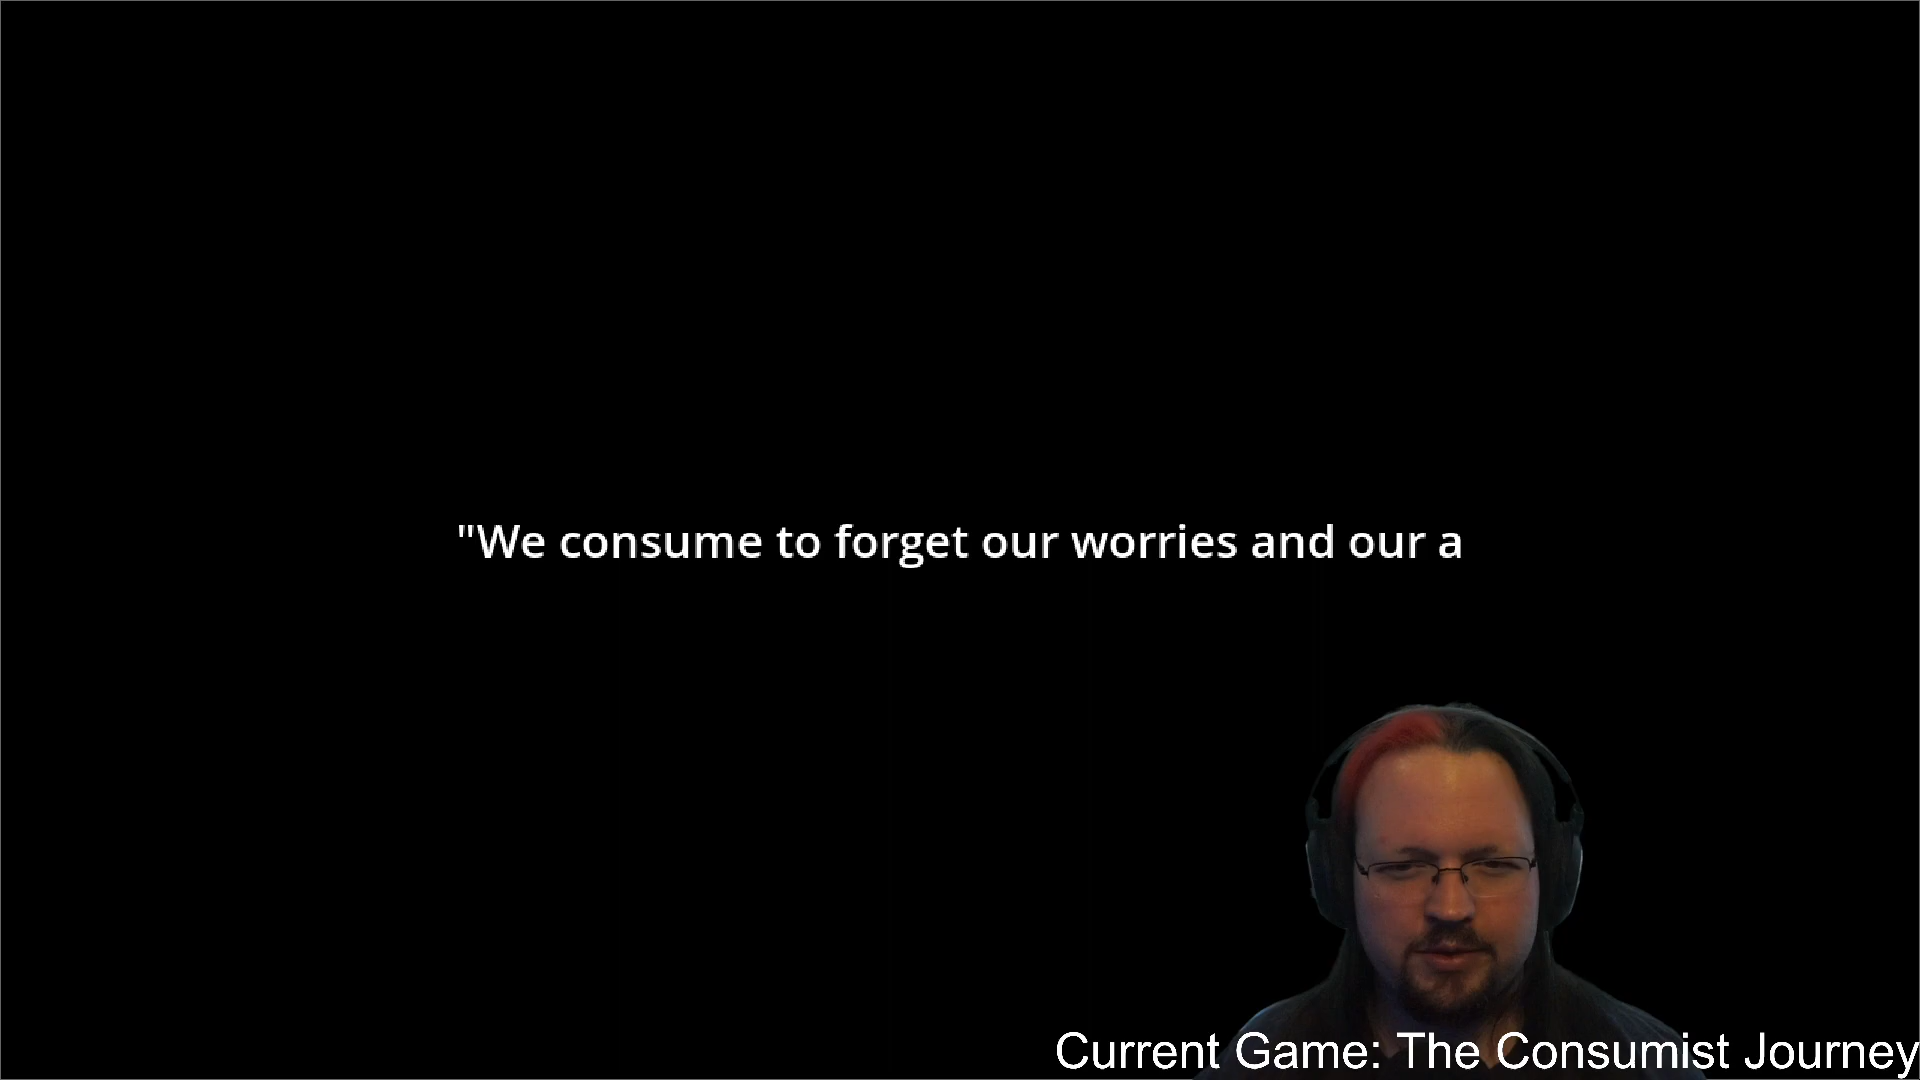 "We consume to forget our worries and our a
Current Game: The Consumist Journey